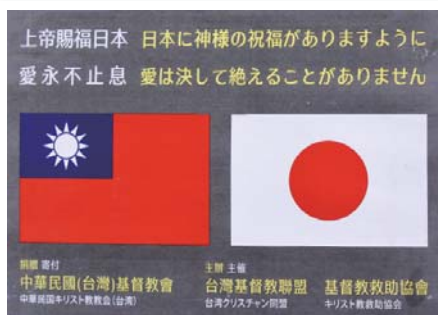 上帝賜福日本 日本に神様の祝福がありますように
愛永不止息 愛は決して絶えることがありません
捐贈 寄付
中華民國(台灣)基督教會
中華民国キリスト教教会(台湾)
主辦 主催
台灣基督教聯盟 基督教救助協會
台湾クリスチャン同盟 キリスト教救助協会